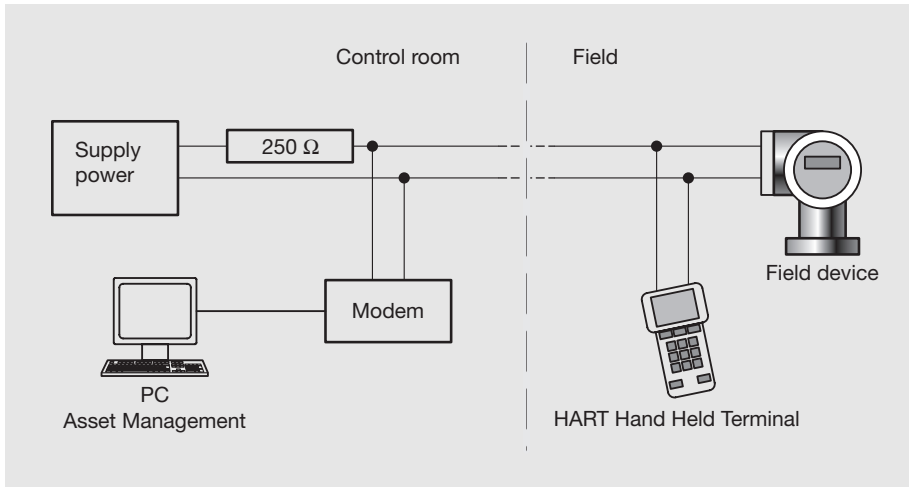 Control room
Field
Supply
power
250 Ω
Field device
Modem
PC
Asset Management
HART Hand Held Terminal